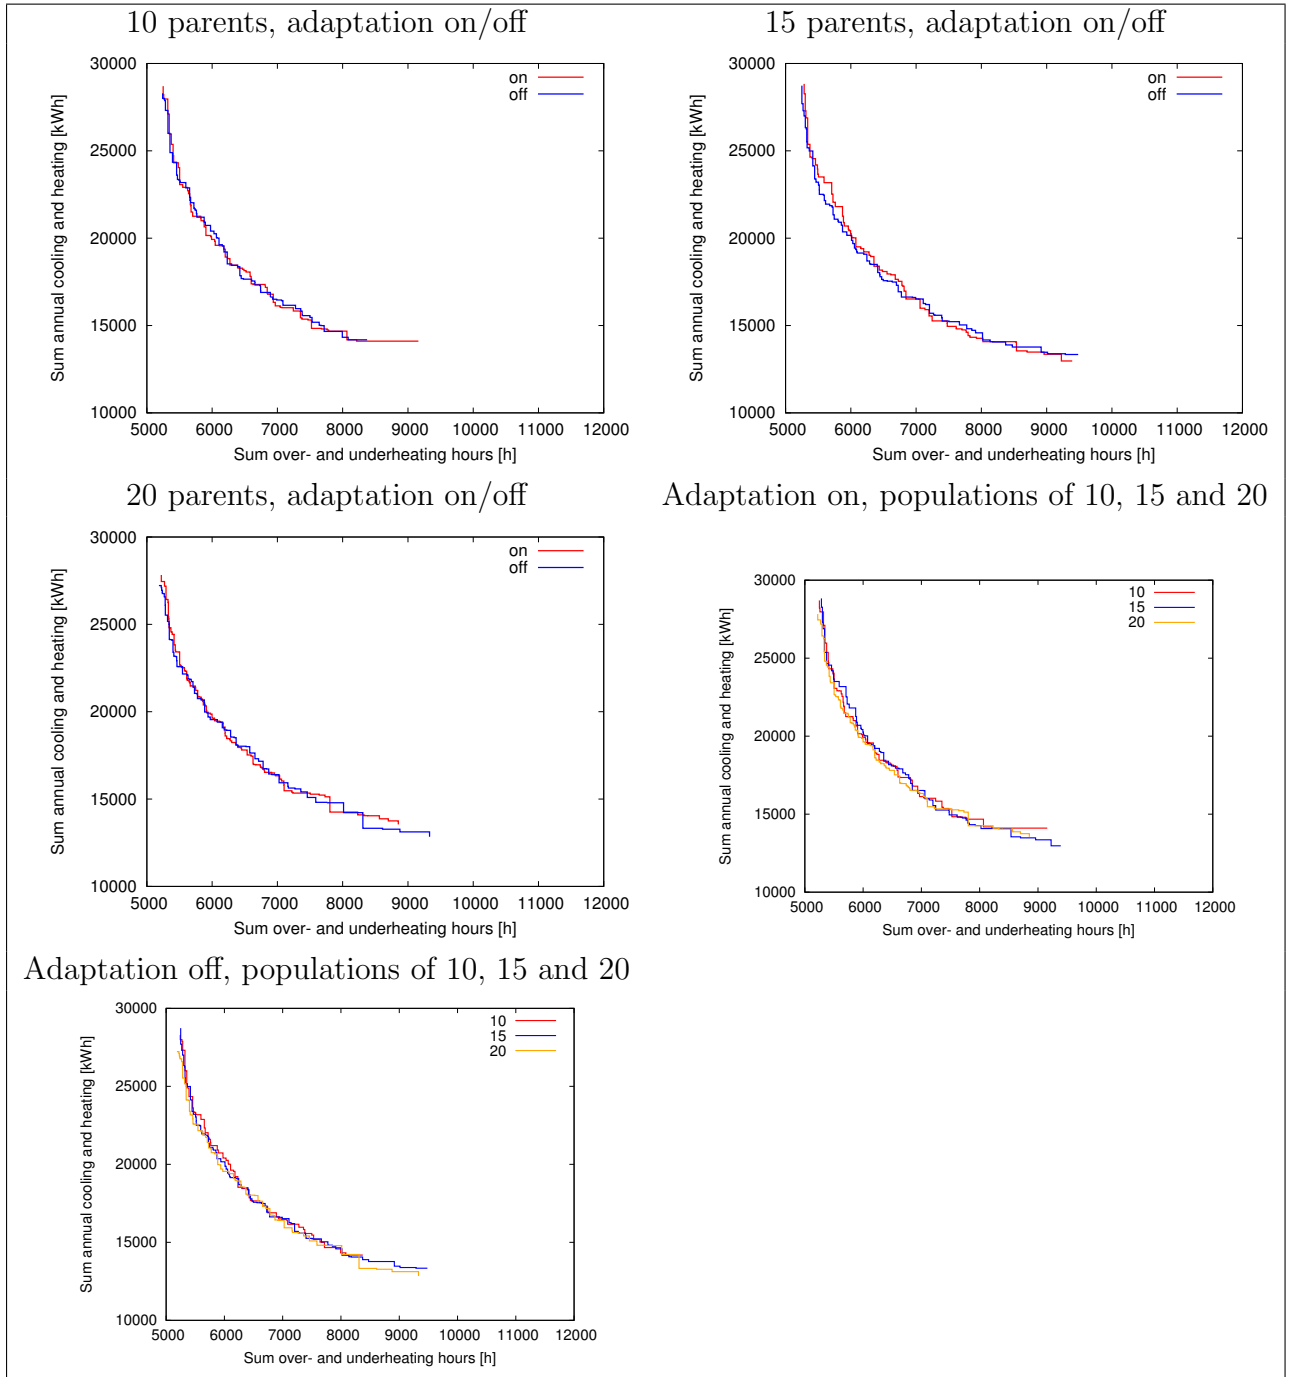 10 parents, adaptation on/off
30000
25000
20000
15000
10000
5000 6000 7000 8000 9000 10000 11000 12000
Sum annual cooling and heating [kWh]
Sum over- and underheating hours [h]
on
off
15 parents, adaptation on/off
30000
25000
20000
15000
10000
5000 6000 7000 8000 9000 10000 11000 12000
Sum annual cooling and heating [kWh]
Sum over- and underheating hours [h]
on
off
20 parents, adaptation on/off
30000
25000
20000
15000
10000
5000 6000 7000 8000 9000 10000 11000 12000
Sum annual cooling and heating [kWh]
Sum over- and underheating hours [h]
on
off
Adaptation on, populations of 10, 15 and 20
30000
25000
20000
15000
10000
5000 6000 7000 8000 9000 10000 11000 12000
Sum annual cooling and heating [kWh]
Sum over- and underheating hours [h]
10
15
20
Adaptation off, populations of 10, 15 and 20
30000
25000
20000
15000
10000
5000 6000 7000 8000 9000 10000 11000 12000
Sum annual cooling and heating [kWh]
Sum over- and underheating hours [h]
10
15
20